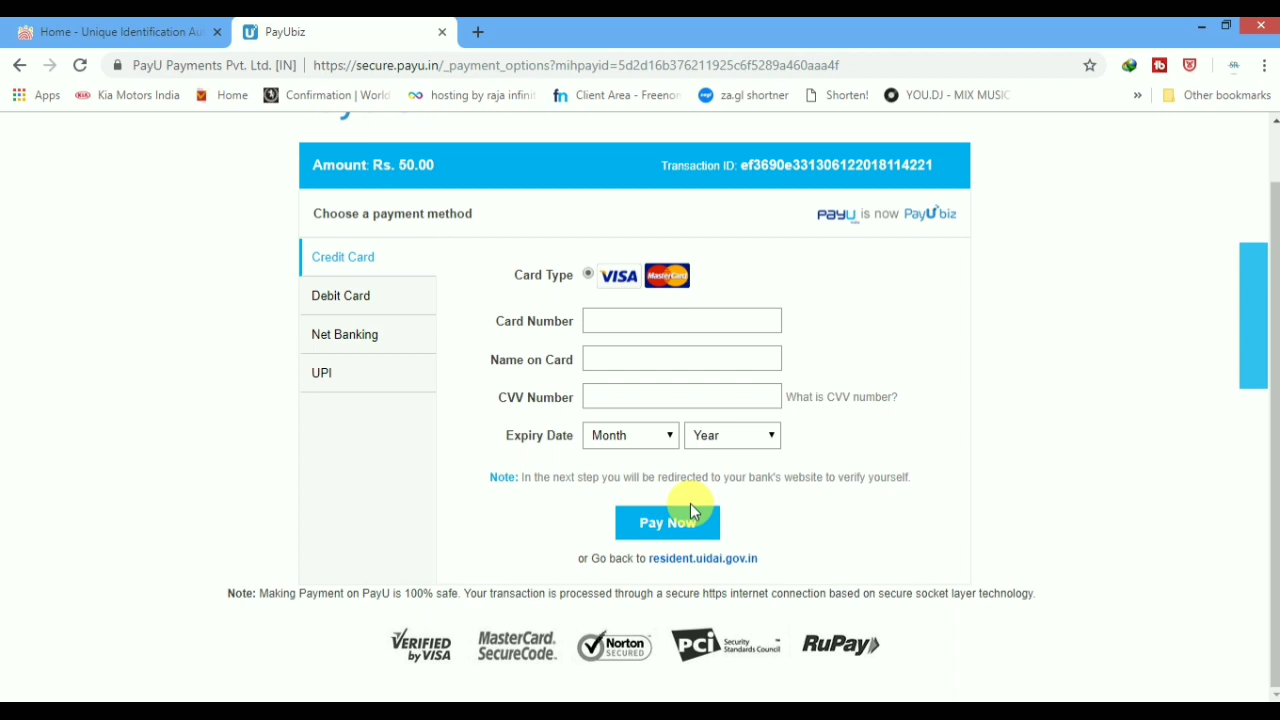 Home - Unique Identification Au
PayUbiz
PayU Payments Pvt. Ltd. [IN] https://secure.payu.in/_payment_options?mihpayid=5d2d16b376211925c6f5289a460aaa4f
Apps Kia Motors India Home Confirmation | World hosting by raja infinit Client Area - Freenom za.gl shortner Shorten! YOU.DJ - MIX MUSIC » Other bookmarks
Amount: Rs. 50.00 Transaction ID: ef3690e331306122018114221
Choose a payment method payu is now PayUbiz
Credit Card
Debit Card
Net Banking
UPI
Card Type VISA MasterCard
Card Number
Name on Card
CVV Number What is CVV number?
Expiry Date Month Year
Note: In the next step you will be redirected to your bank's website to verify yourself.
Pay Now
or Go back to resident.uidai.gov.in
Note: Making Payment on PayU is 100% safe. Your transaction is processed through a secure https internet connection based on secure socket layer technology.
VERIFIED by VISA
MasterCard. SecureCode.
Norton SECURED
PCI Security Standards Council
RuPay